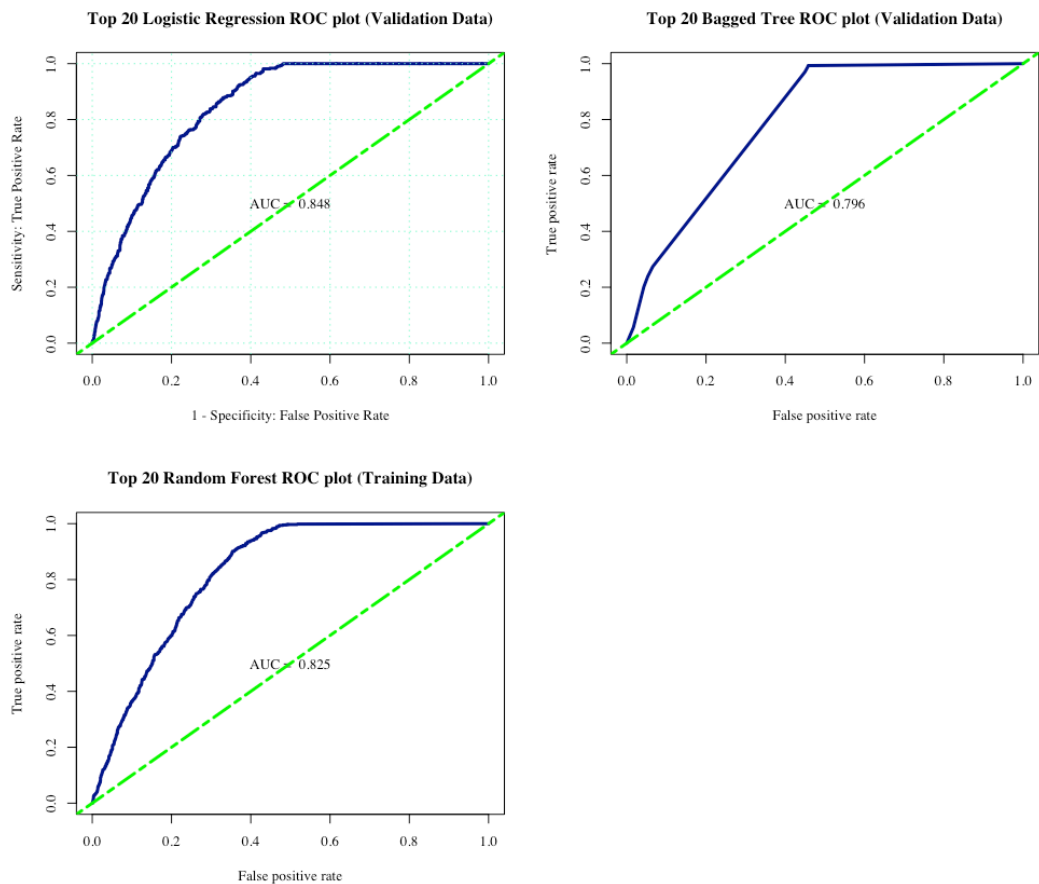 Top 20 Logistic Regression ROC plot (Validation Data)
Sensitivity: True Positive Rate
1.0
0.8
0.6
0.4
0.2
0.0
AUC = 0.848
0.0 0.2 0.4 0.6 0.8 1.0
1 - Specificity: False Positive Rate
Top 20 Bagged Tree ROC plot (Validation Data)
True positive rate
1.0
0.8
0.6
0.4
0.2
0.0
AUC = 0.796
0.0 0.2 0.4 0.6 0.8 1.0
False positive rate
Top 20 Random Forest ROC plot (Training Data)
True positive rate
1.0
0.8
0.6
0.4
0.2
0.0
AUC = 0.825
0.0 0.2 0.4 0.6 0.8 1.0
False positive rate